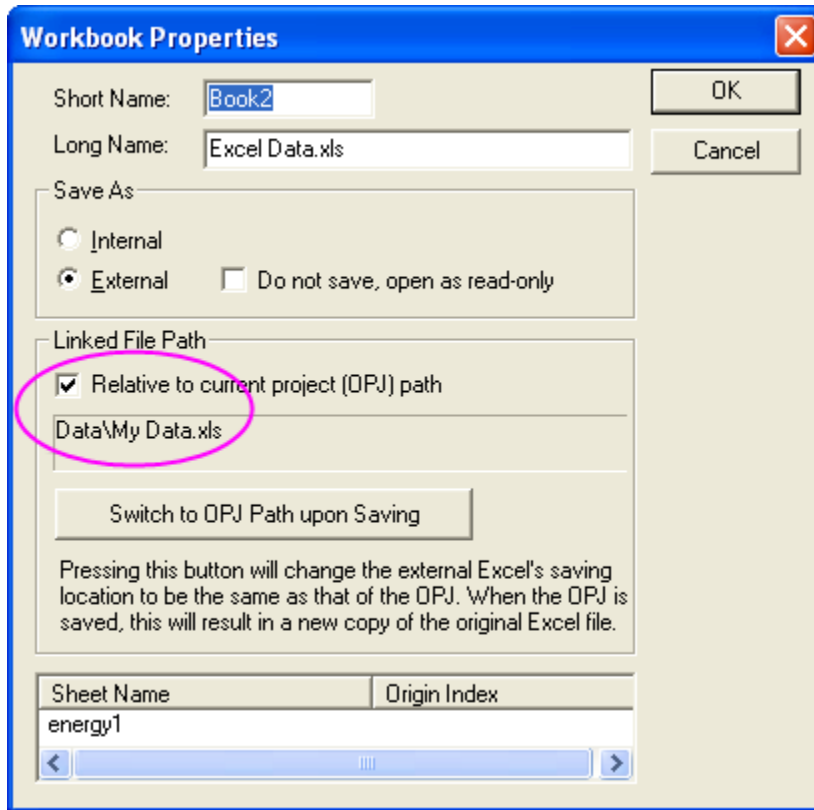 Workbook Properties
Short Name: Book2 OK
Long Name: Excel Data.xls Cancel
Save As
Internal
External Do not save, open as read-only
Linked File Path
Relative to current project (OPJ) path
Data\My Data.xls
Switch to OPJ Path upon Saving
Pressing this button will change the external Excel's saving
location to be the same as that of the OPJ. When the OPJ is
saved, this will result in a new copy of the original Excel file.
Sheet Name Origin Index
energy1